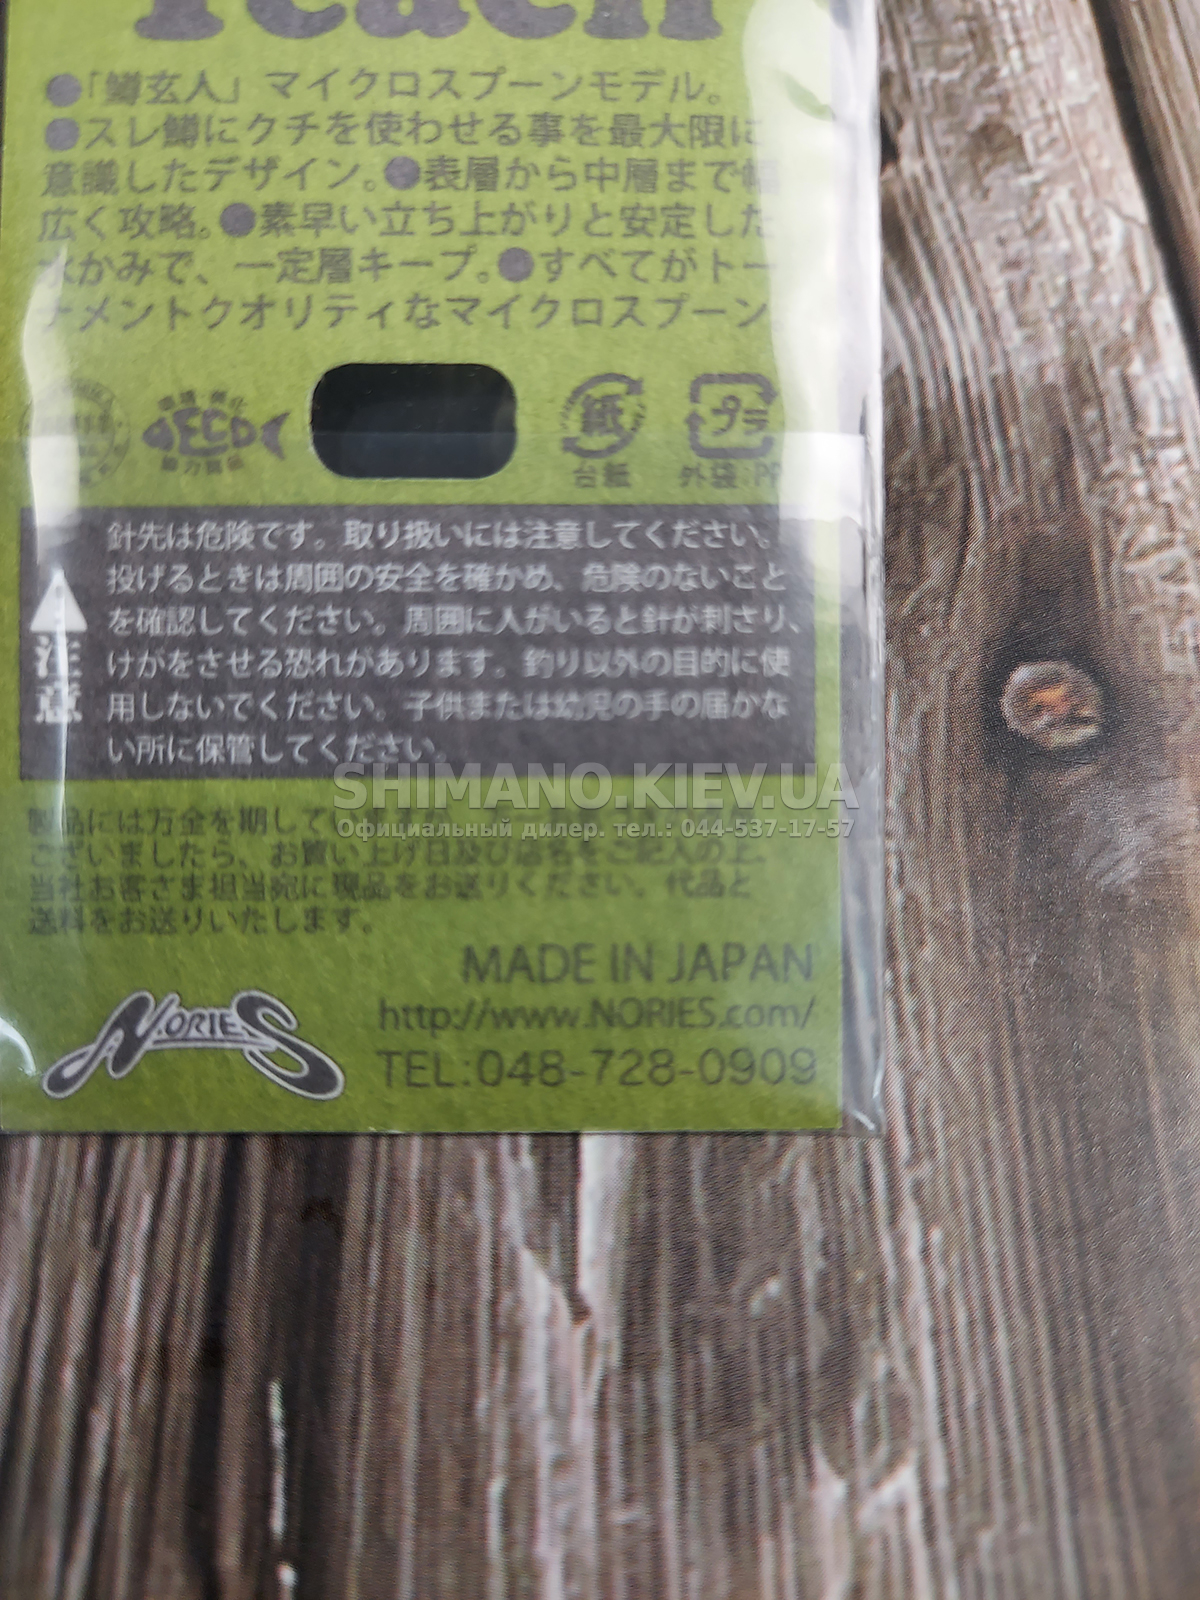 ●「鱒玄人」マイクロスプーンモデル。
●スレ鱒にクチを使わせる事を最大限に
意識したデザイン。●表層から中層まで幅
広く攻略。●素早い立ち上がりと安定した
水かみで、一定層キープ。●すべてがトー
ナメントクオリティなマイクロスプーン。
ECO
紙
プラ
台紙
外袋:PP
針先は危険です。取り扱いには注意してください。
投げるときは周囲の安全を確かめ、危険のないこと
を確認してください。周囲に人がいると針が刺さり、
けがをさせる恐れがあります。釣り以外の目的に使
用しないでください。子供または幼児の手の届かな
い所に保管してください。
注意
SHIMANO.KIEV.UA
Официальный дилер. тел.: 044-537-17-57
製品には万全を期してい
ございましたら、お買い上げ日及び店名をご記入の上、
当社お客さま担当宛に現品をお送りください。代品と
送料をお送りいたします。
MADE IN JAPAN
http://www.NORIES.com/
NORIES
TEL:048-728-0909